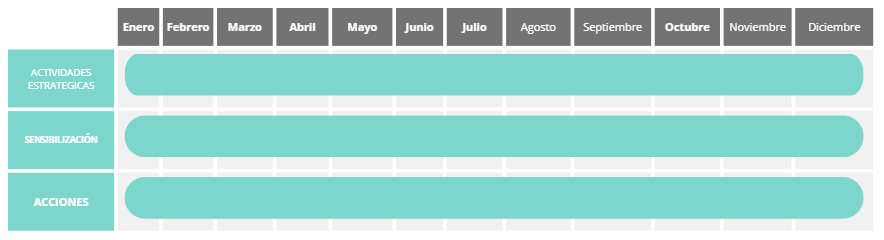 Enero Febrero Marzo Abril Mayo Junio Julio Agosto Septiembre Octubre Noviembre Diciembre
ACTIVIDADES
ESTRATEGICAS
SENSIBILIZACIÓN
ACCIONES